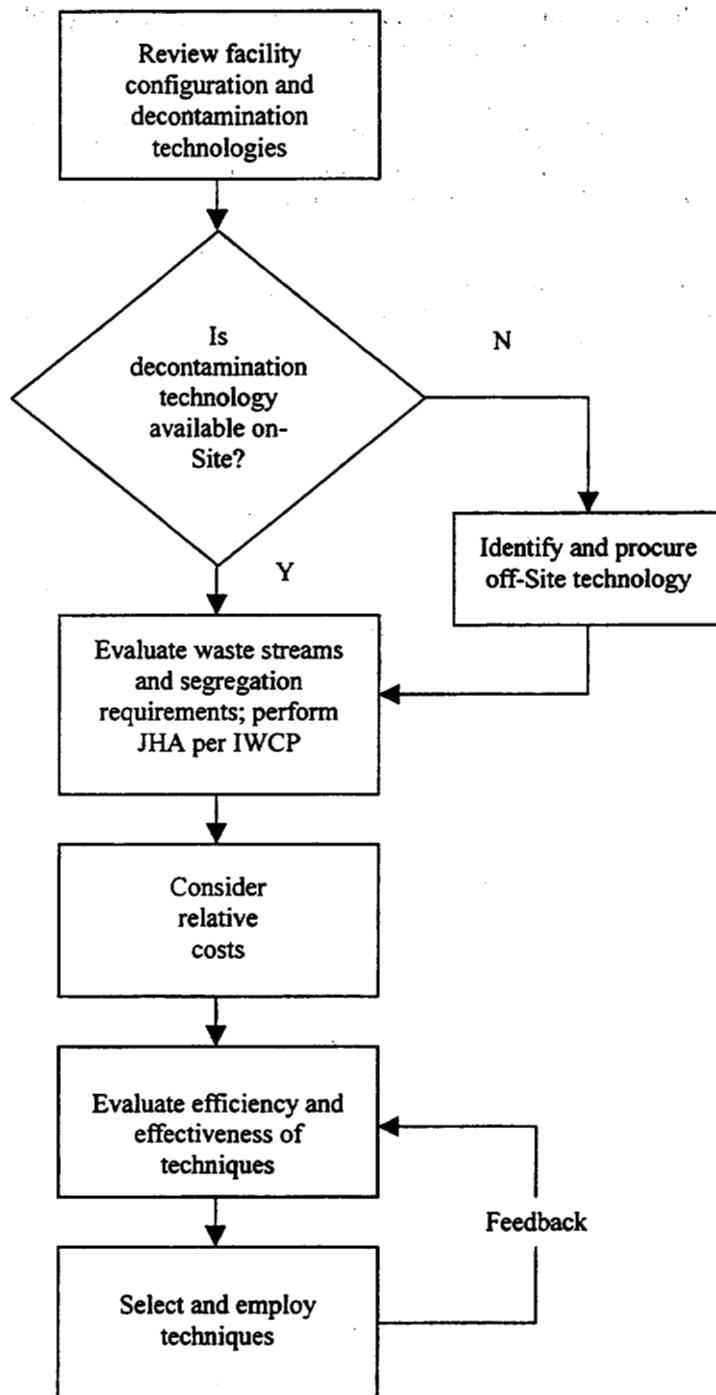 Review facility
configuration and
decontamination
technologies
Is
decontamination
technology
available on-
Site?
N
Identify and procure
off-Site technology
Y
Evaluate waste streams
and segregation
requirements; perform
JHA per IWCP
Consider
relative
costs
Evaluate efficiency and
effectiveness of
techniques
Feedback
Select and employ
techniques